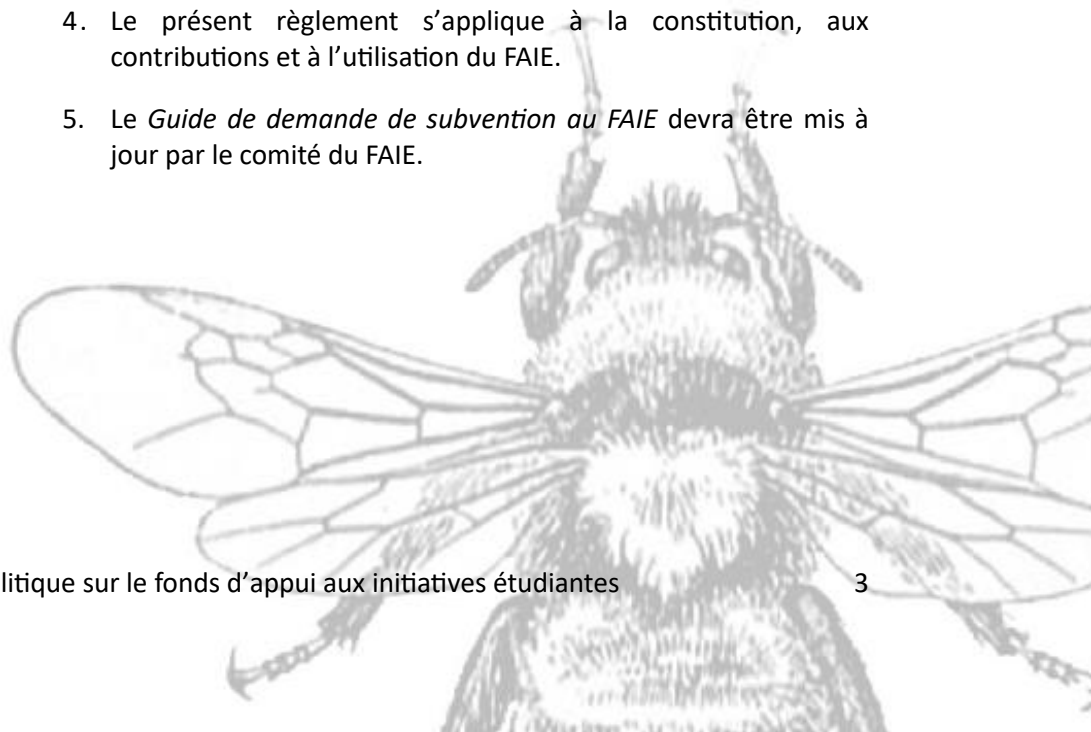 4. Le présent règlement s’applique à la constitution, aux
contributions et à l’utilisation du FAIE.
5. Le Guide de demande de subvention au FAIE devra être mis à
jour par le comité du FAIE.
litique sur le fonds d’appui aux initiatives étudiantes 3